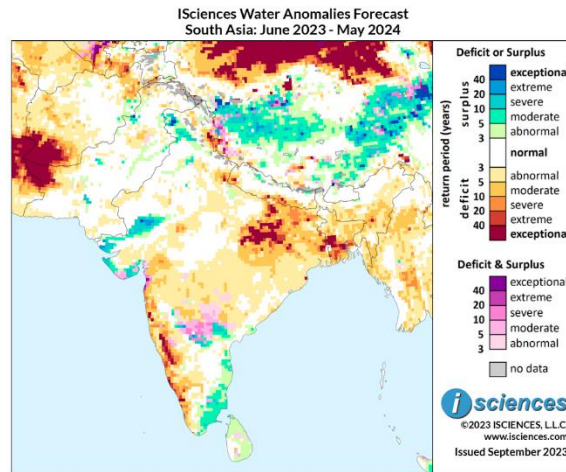 ISciences Water Anomalies Forecast
South Asia: June 2023 - May 2024
Deficit or Surplus
return period (years)
surplus
deficit
exceptional
40
extreme
20
severe
10
moderate
5
abnormal
3
normal
3
abnormal
5
moderate
10
severe
20
extreme
40
exceptional
Deficit & Surplus
exceptional
40
extreme
20
severe
10
moderate
5
abnormal
3
no data
i sciences
©2023 ISCIENCES, L.L.C.
www.isciences.com
Issued September 2023